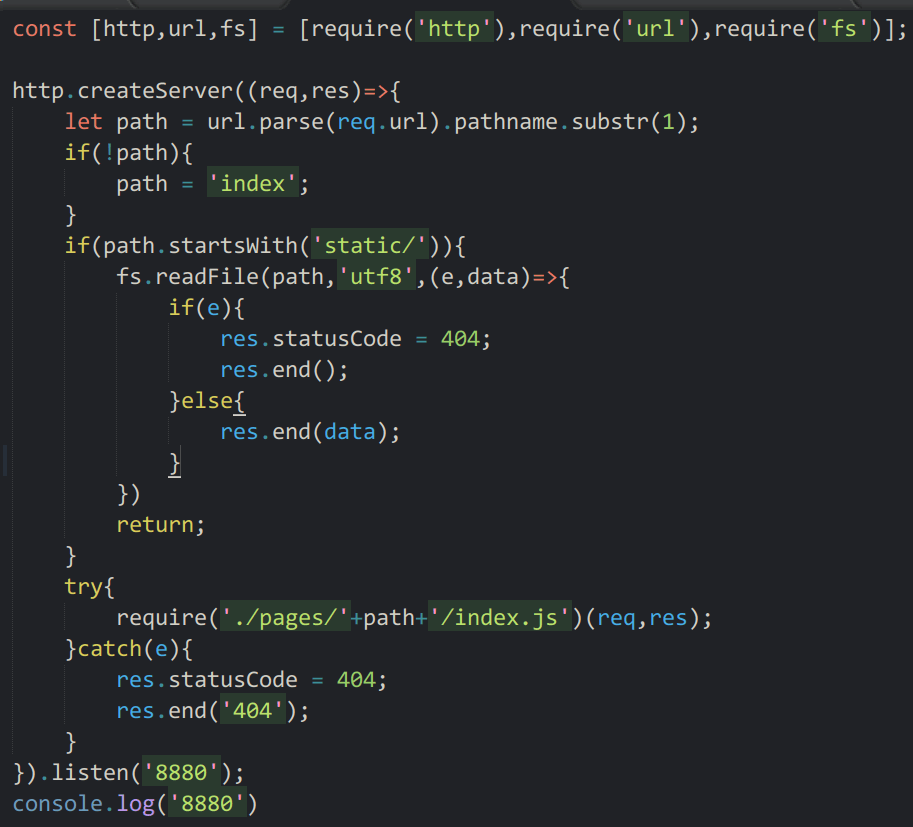 const [http,url,fs] = [require('http'),require('url'),require('fs')];
http.createServer((req,res)=>{
let path = url.parse(req.url).pathname.substr(1);
if(!path){
path = 'index';
}
if(path.startsWith('static/')){
fs.readFile(path,'utf8',(e,data)=>{
if(e){
res.statusCode = 404;
res.end();
}else{
res.end(data);
}
})
return;
}
try{
require('./pages/'+path+'/index.js')(req,res);
}catch(e){
res.statusCode = 404;
res.end('404');
}
}).listen('8880');
console.log('8880')